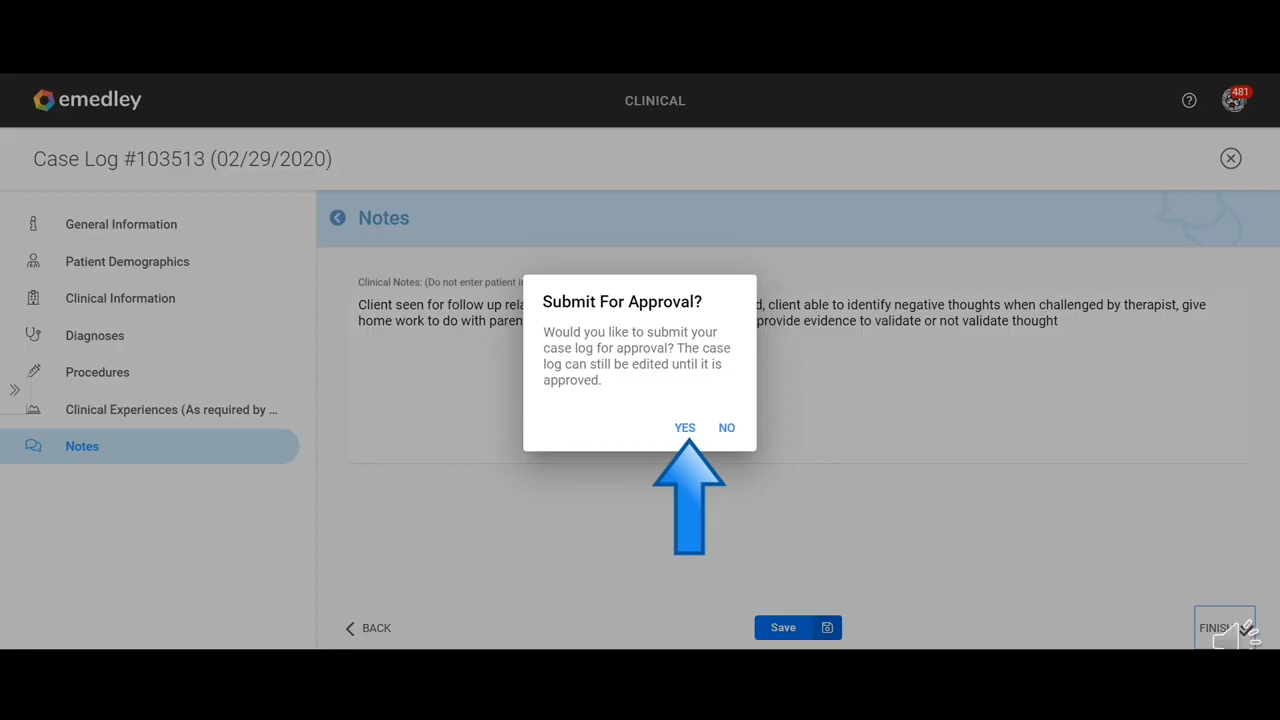 emedley
CLINICAL
481
Case Log #103513 (02/29/2020)
General Information
Patient Demographics
Clinical Information
Diagnoses
Procedures
Clinical Experiences (As required by ...
Notes
Notes
Clinical Notes: (Do not enter patient
Client seen for follow up , client able to identify negative thoughts when challenged by therapist, give
home work to do with provide evidence to validate or not validate thought
Submit For Approval?
Would you like to submit your
case log for approval? The case
log can still be edited until it is
approved.
YES NO
BACK
Save